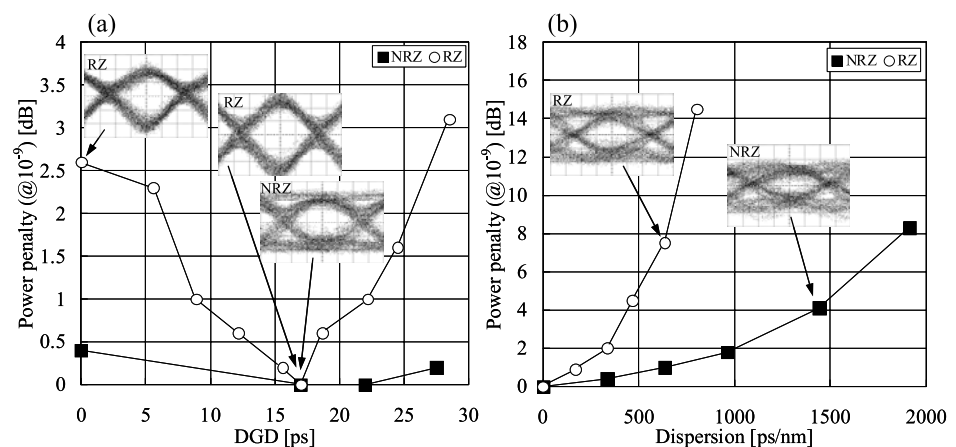 (a)
Power penalty (@10-9) [dB]
4
3.5
3
2.5
2
1.5
1
0.5
0
0 5 10 15 20 25 30
DGD [ps]
NRZ RZ
RZ
RZ
NRZ
(b)
Power penalty (@10-9) [dB]
18
16
14
12
10
8
6
4
2
0
0 500 1000 1500 2000
Dispersion [ps/nm]
NRZ RZ
RZ
NRZ